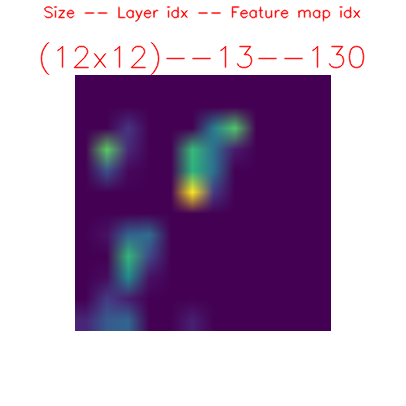 Size -- Layer idx -- Feature map idx
(12x12)--13--130